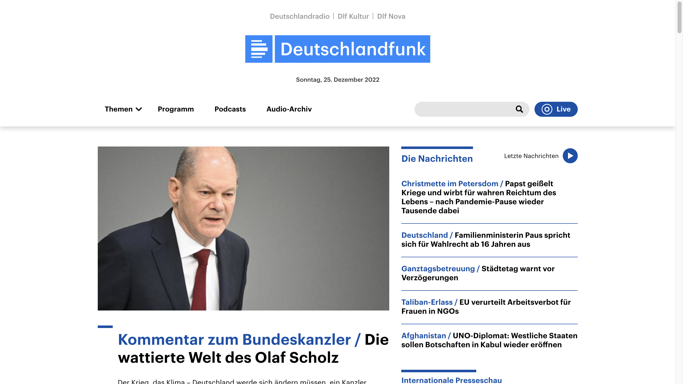 Deutschlandradio | Dlf Kultur | Dlf Nova
Deutschlandfunk
Sonntag, 25. Dezember 2022
Themen Programm Podcasts Audio-Archiv Live
Die Nachrichten
Letzte Nachrichten
Christmette im Petersdom / Papst geißelt
Kriege und wirbt für wahren Reichtum des
Lebens – nach Pandemie-Pause wieder
Tausende dabei
Deutschland / Familienministerin Paus spricht
sich für Wahlrecht ab 16 Jahren aus
Ganztagsbetreuung / Städtetag warnt vor
Verzögerungen
Taliban-Erlass / EU verurteilt Arbeitsverbot für
Frauen in NGOs
Afghanistan / UNO-Diplomat: Westliche Staaten
sollen Botschaften in Kabul wieder eröffnen
Internationale Presseschau
Kommentar zum Bundeskanzler / Die
wattierte Welt des Olaf Scholz
Der Krieg, das Klima – Deutschland werde sich ändern müssen, ein Kanzler